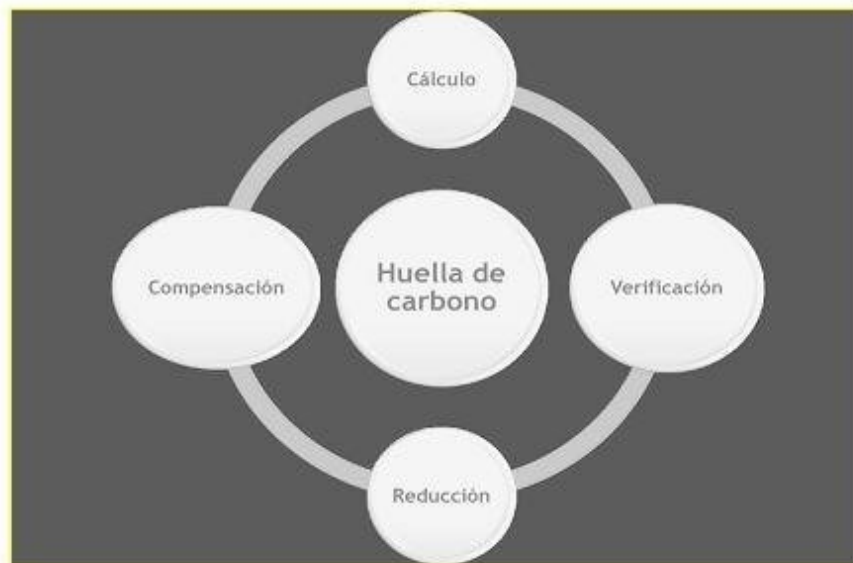 Cálculo
Compensación
Huella de
carbono
Verificación
Reducción